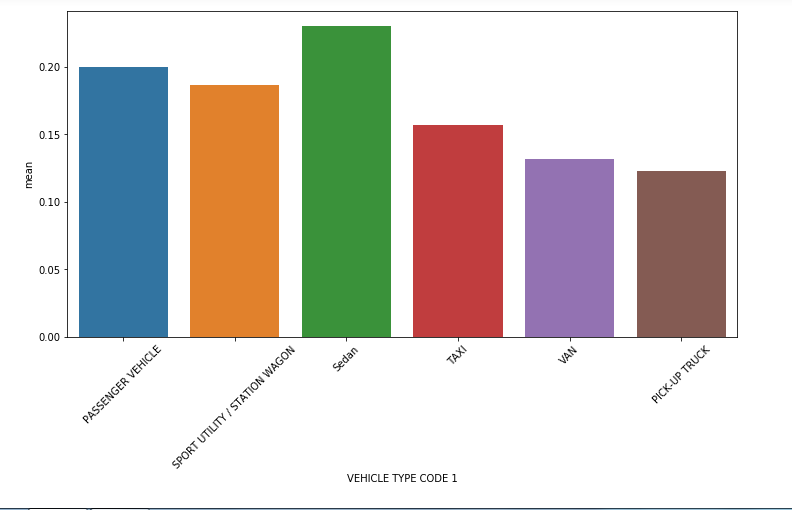 0.20
0.15
0.10
0.05
0.00
mean
PASSENGER VEHICLE
SPORT UTILITY / STATION WAGON
Sedan
TAXI
VAN
PICK-UP TRUCK
VEHICLE TYPE CODE 1